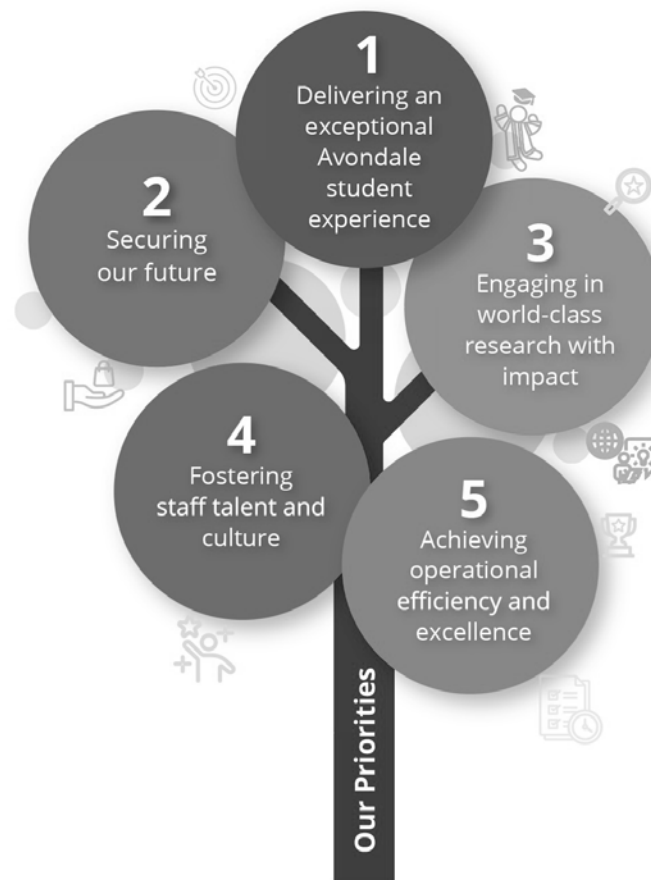 1
Delivering an
exceptional
Avondale
student
experience
2
Securing
our future
3
Engaging in
world-class
research with
impact
4
Fostering
staff talent and
culture
5
Achieving
operational
efficiency and
excellence
Our Priorities